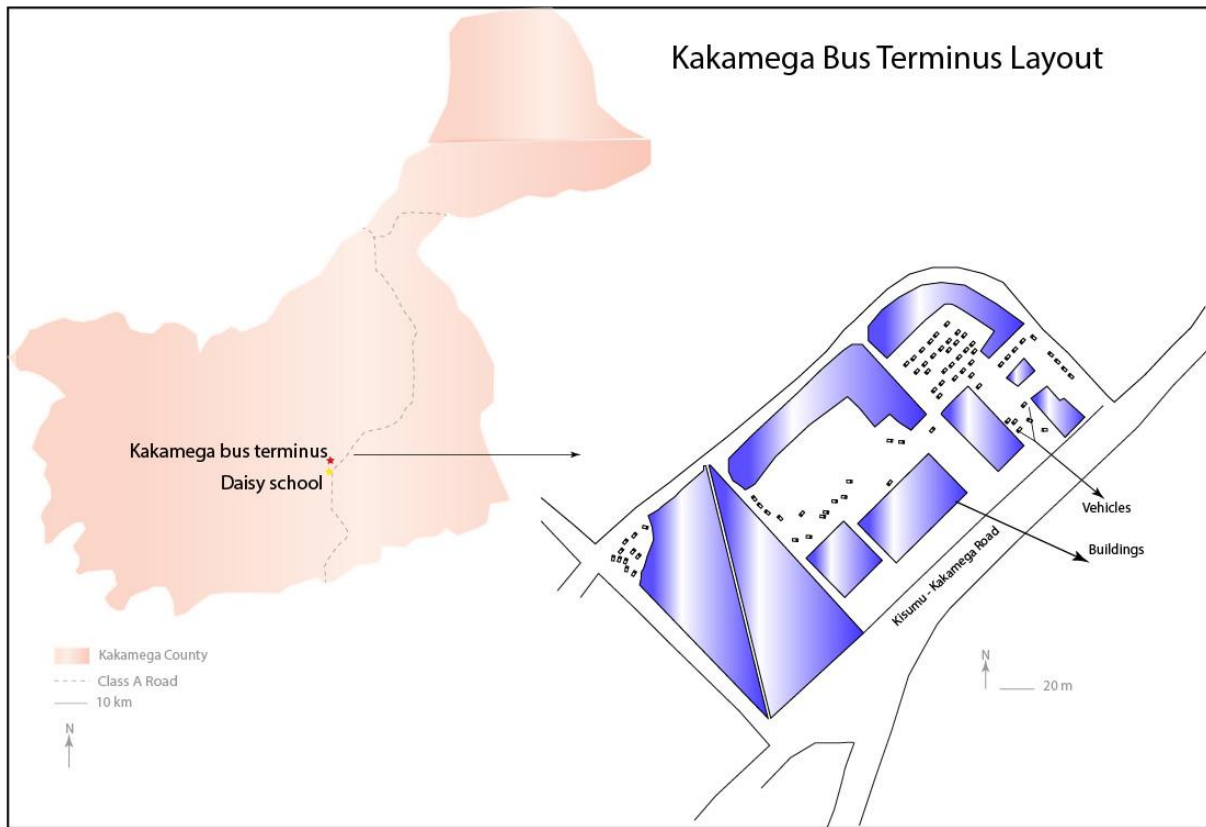 Kakamega Bus Terminus Layout
Kakamega bus terminus
Daisy school
Vehicles
Buildings
Kisumu - Kakamega Road
Kakamega County
Class A Road
10 km
N
N
20 m